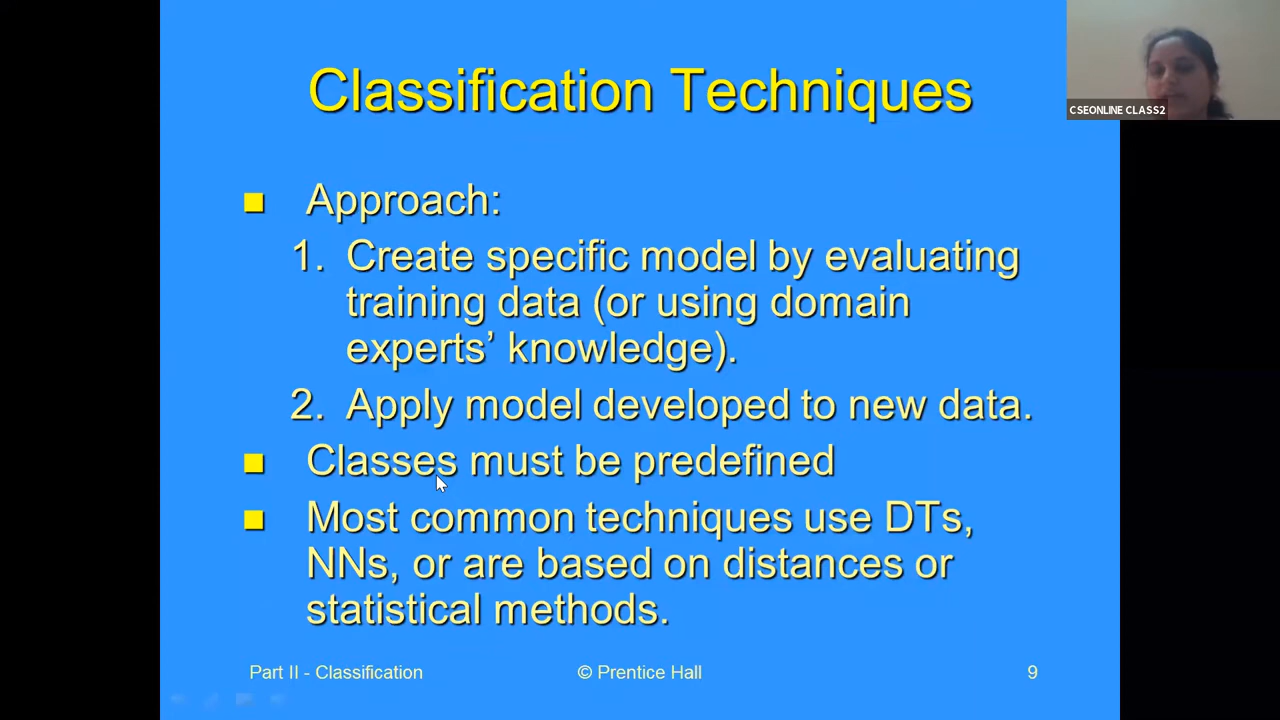 Classification Techniques
CSEONLINE CLASS2
Approach:
1. Create specific model by evaluating
training data (or using domain
experts’ knowledge).
2. Apply model developed to new data.
Classes must be predefined
Most common techniques use DTs,
NNs, or are based on distances or
statistical methods.
Part II - Classification
© Prentice Hall
9